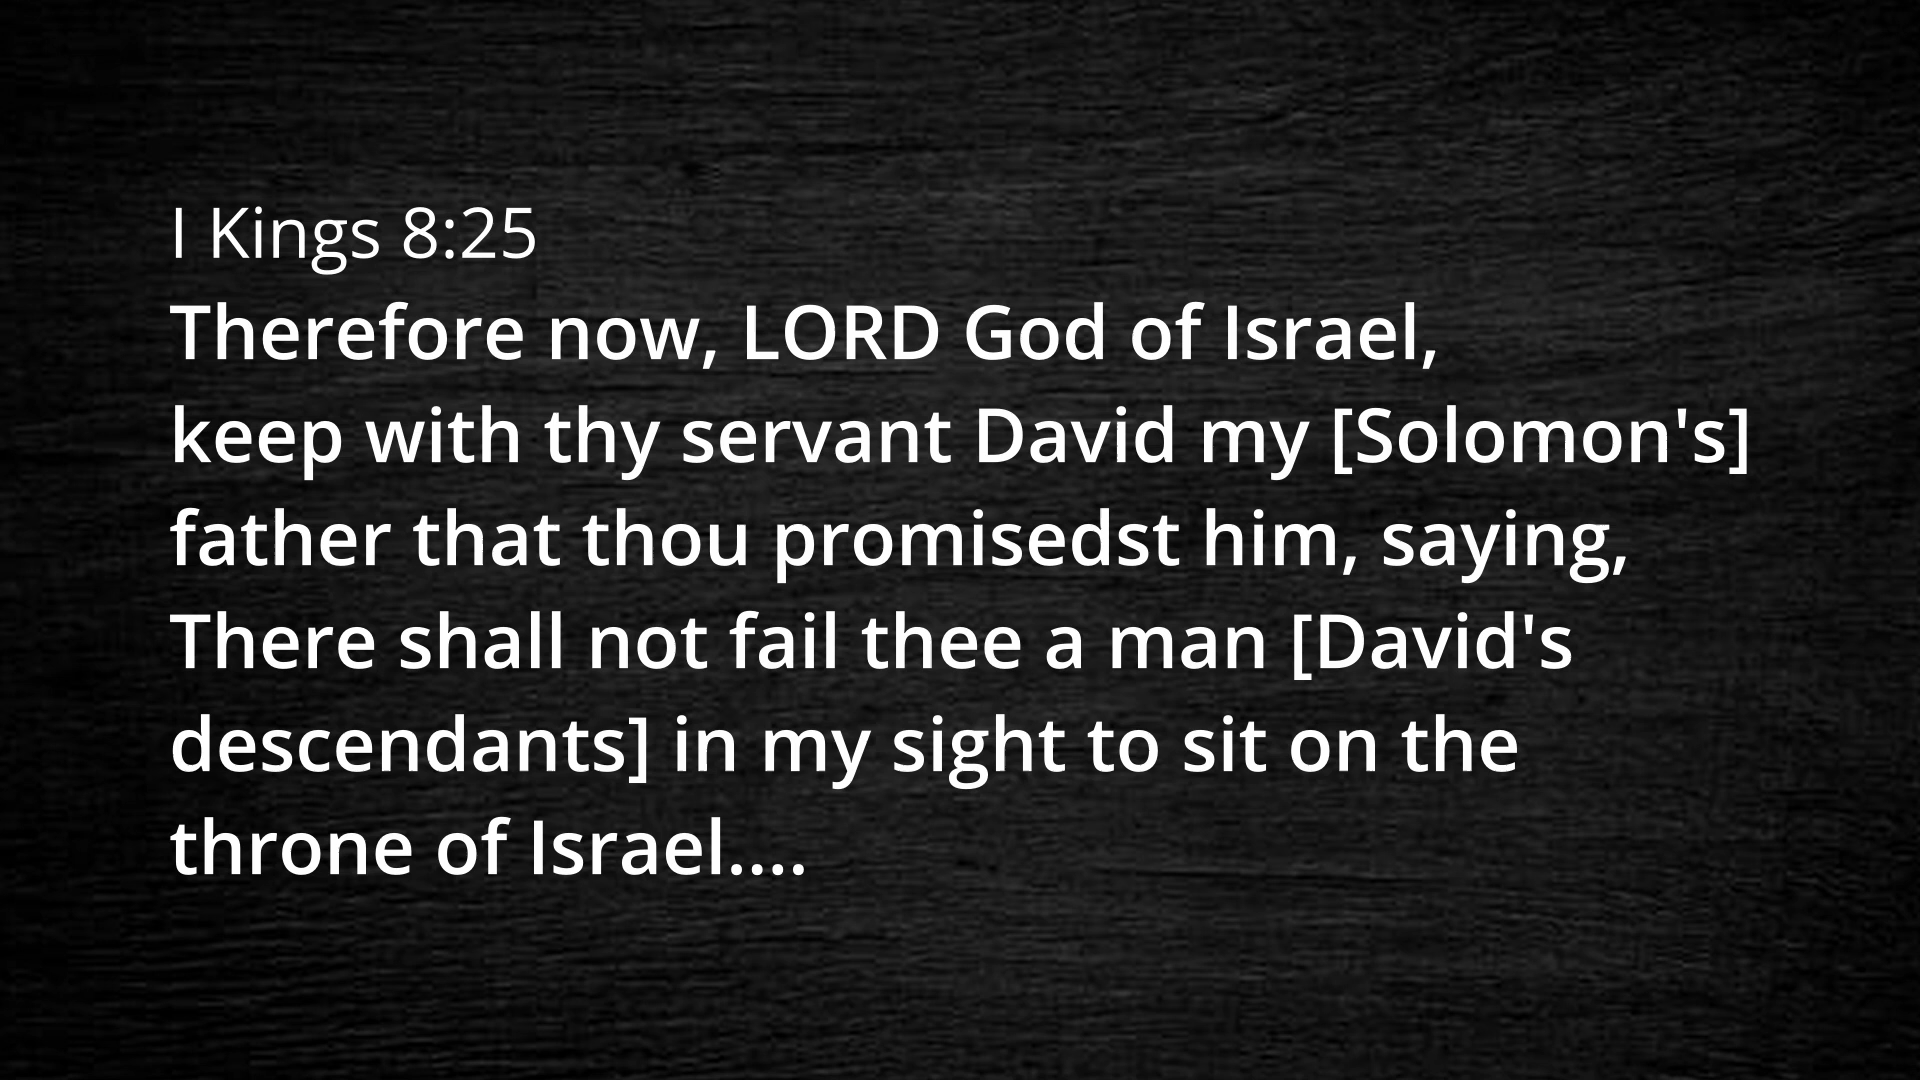 I Kings 8:25
Therefore now, LORD God of Israel,
keep with thy servant David my [Solomon's]
father that thou promisedst him, saying,
There shall not fail thee a man [David's
descendants] in my sight to sit on the
throne of Israel....